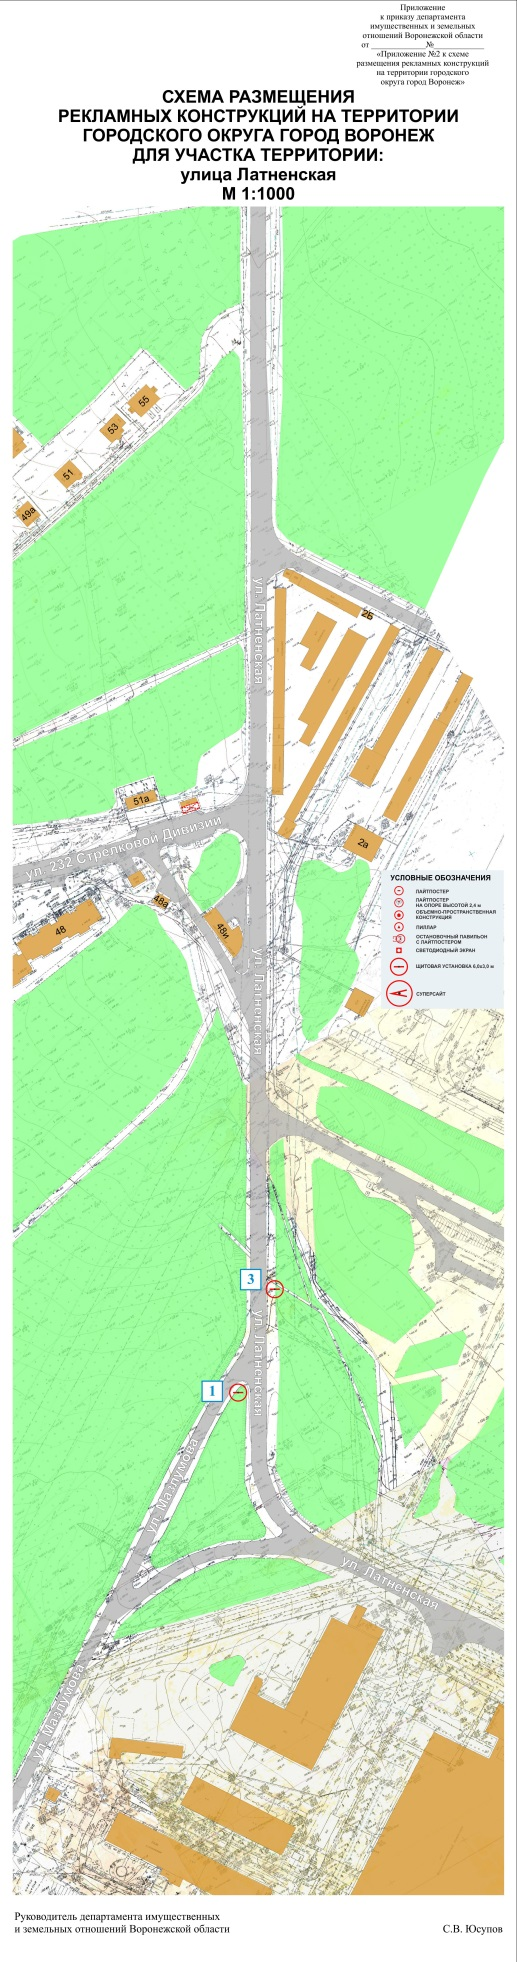 Приложение
к приказу департамента
имущественных и земельных
отношений Воронежской области
от ______________№_____________
«Приложение №2 к схеме
размещения рекламных конструкций
на территории городского
округа город Воронеж»
СХЕМА РАЗМЕЩЕНИЯ
РЕКЛАМНЫХ КОНСТРУКЦИЙ НА ТЕРРИТОРИИ
ГОРОДСКОГО ОКРУГА ГОРОД ВОРОНЕЖ
ДЛЯ УЧАСТКА ТЕРРИТОРИИ:
улица Латненская
М 1:1000
55
53
51
49а
ул. Латненская
2Б
51а
ул. 232 Стрелковой Дивизии
2а
48а
48
48и
ул. Латненская
УСЛОВНЫЕ ОБОЗНАЧЕНИЯ
ЛАЙТПОСТЕР
ЛАЙТПОСТЕР
НА ОПОРЕ ВЫСОТОЙ 2,4 м
ОБЪЕМНО-ПРОСТРАНСТВЕННАЯ
КОНСТРУКЦИЯ
ПИЛЛАР
ОСТАНОВОЧНЫЙ ПАВИЛЬОН
С ЛАЙТПОСТЕРОМ
СВЕТОДИОДНЫЙ ЭКРАН
ЩИТОВАЯ УСТАНОВКА 6,0х3,0 м
СУПЕРСАЙТ
3
ул. Латненская
1
ул. Мазлумова
ул. Латненская
ул. Мазлумова
Руководитель департамента имущественных
и земельных отношений Воронежской области
С.В. Юсупов